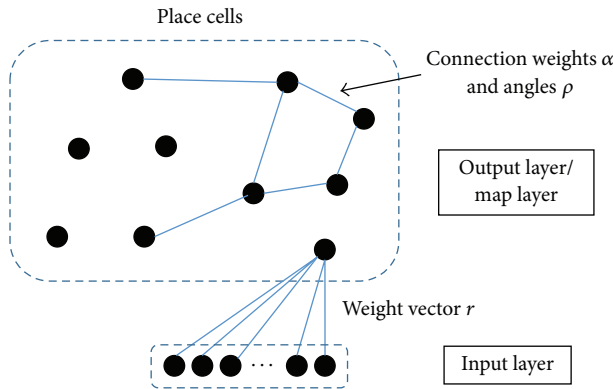 Place cells
Connection weights α
and angles ρ
Output layer/
map layer
Weight vector r
...
Input layer